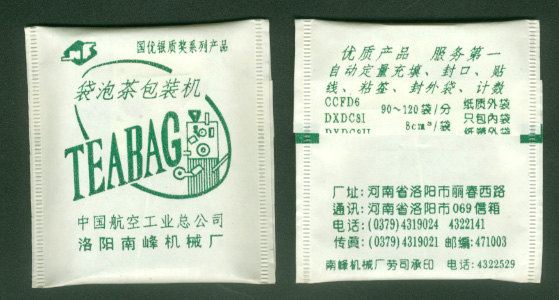 国优银质奖系列产品
袋泡茶包装机
TEABAG
中国航空工业总公司
洛阳南峰机械厂
优质产品 服务第一
自动定量充填、封口、贴
线、粘签、封外袋、计数
CCFD6 90~120袋/分 纸质外袋
DXDC8I 8cm³/袋 只包内袋
DXDC8II 纸塑外袋
厂址:河南省洛阳市丽春西路
通讯:河南省洛阳市069信箱
电话:(0379)4319024 4322141
传真:(0379)4319021 邮编:471003
南峰机械厂劳司承印 电话:4322529